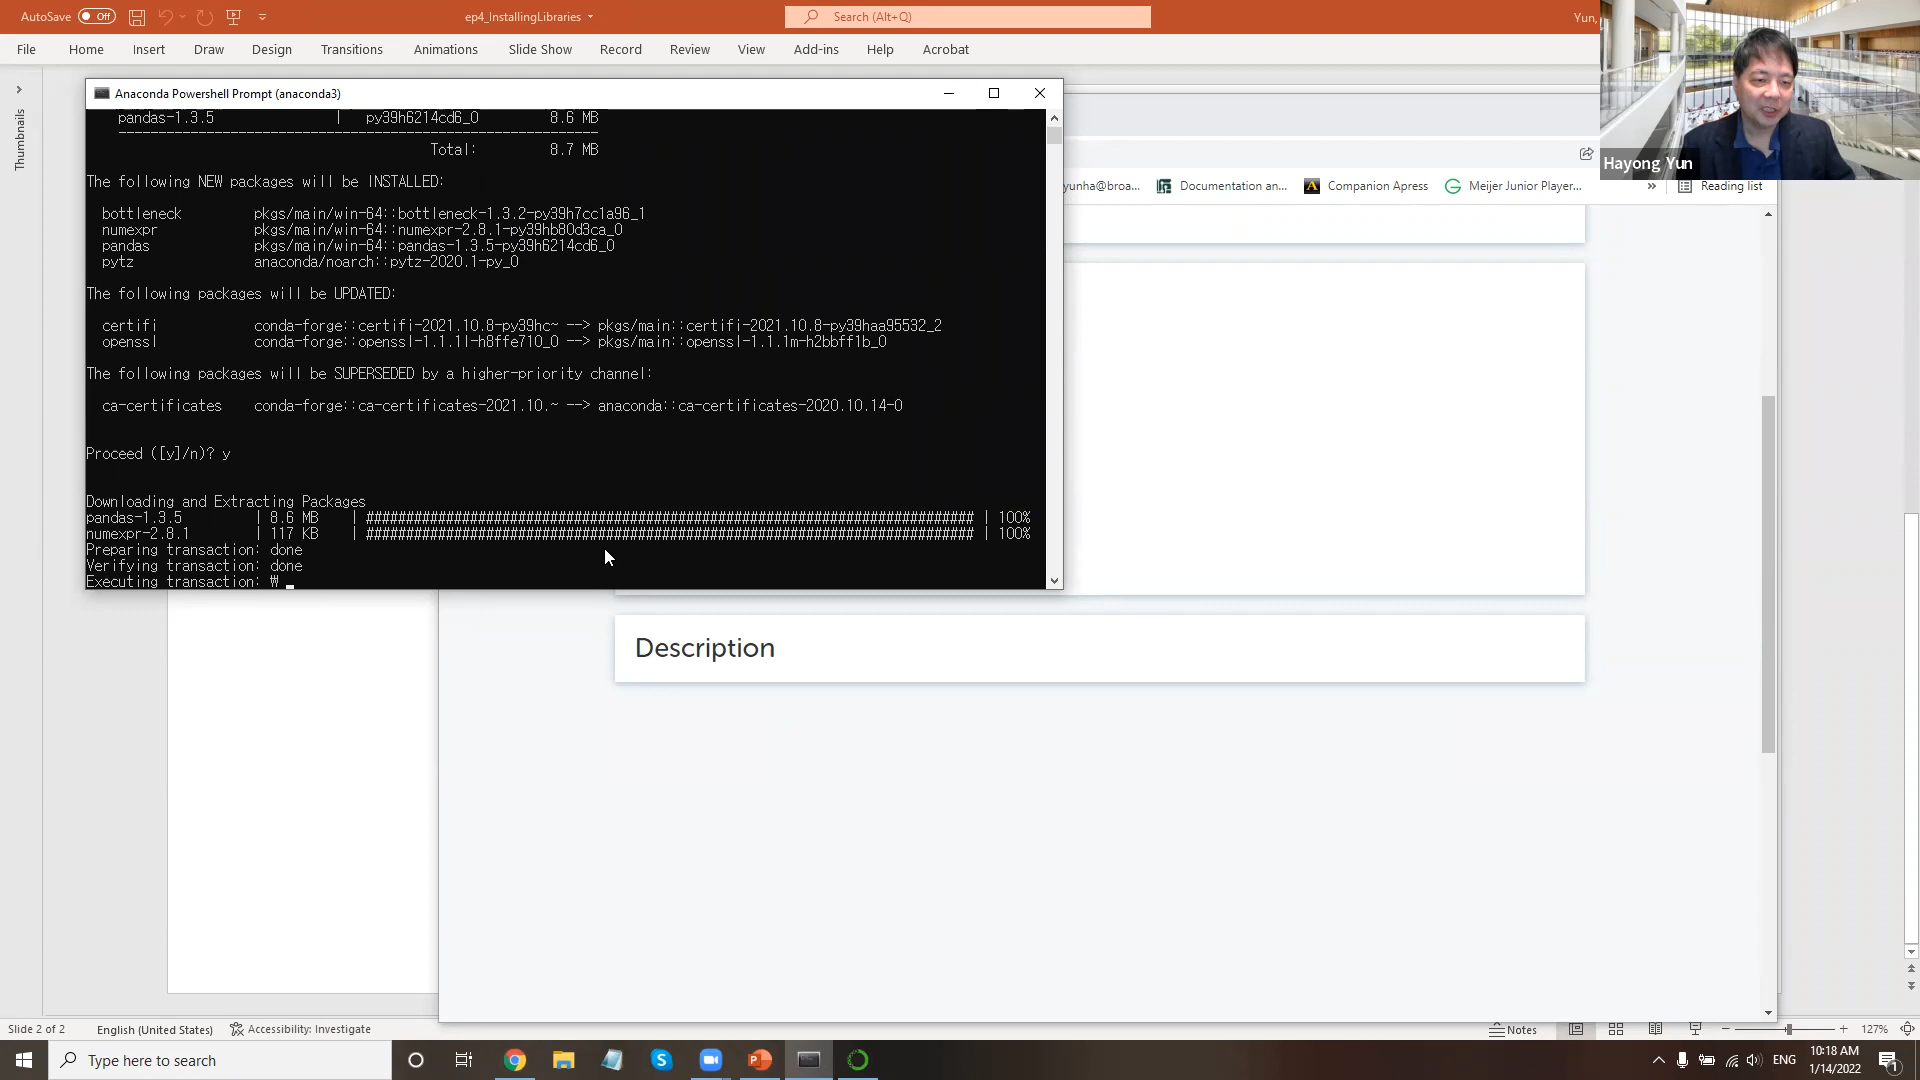 AutoSave Off ep4_InstallingLibraries Search (Alt+Q) Yun,
File Home Insert Draw Design Transitions Animations Slide Show Record Review View Add-ins Help Acrobat
Thumbnails
Anaconda Powershell Prompt (anaconda3)
pandas-1.3.5 | py39h6214cd6_0 8.6 MB
------------------------------------------------------------
Total: 8.7 MB
The following NEW packages will be INSTALLED:
bottleneck pkgs/main/win-64::bottleneck-1.3.2-py39h7cc1a96_1
numexpr pkgs/main/win-64::numexpr-2.8.1-py39hb80d3ca_0
pandas pkgs/main/win-64::pandas-1.3.5-py39h6214cd6_0
pytz anaconda/noarch::pytz-2020.1-py_0
The following packages will be UPDATED:
certifi conda-forge::certifi-2021.10.8-py39hc~ --> pkgs/main::certifi-2021.10.8-py39haa95532_2
openssl conda-forge::openssl-1.1.1l-h8ffe710_0 --> pkgs/main::openssl-1.1.1m-h2bbff1b_0
The following packages will be SUPERSEDED by a higher-priority channel:
ca-certificates conda-forge::ca-certificates-2021.10.~ --> anaconda::ca-certificates-2020.10.14-0
Proceed ([y]/n)? y
Downloading and Extracting Packages
pandas-1.3.5 | 8.6 MB | ############################################################################ | 100%
numexpr-2.8.1 | 117 KB | ############################################################################ | 100%
Preparing transaction: done
Verifying transaction: done
Executing transaction: ₩
Hayong Yun
yunha@broa... Documentation an... Companion Apress Meijer Junior Player... » Reading list
Description
Slide 2 of 2 English (United States) Accessibility: Investigate Notes 127%
Type here to search ENG 10:18 AM
1/14/2022
1